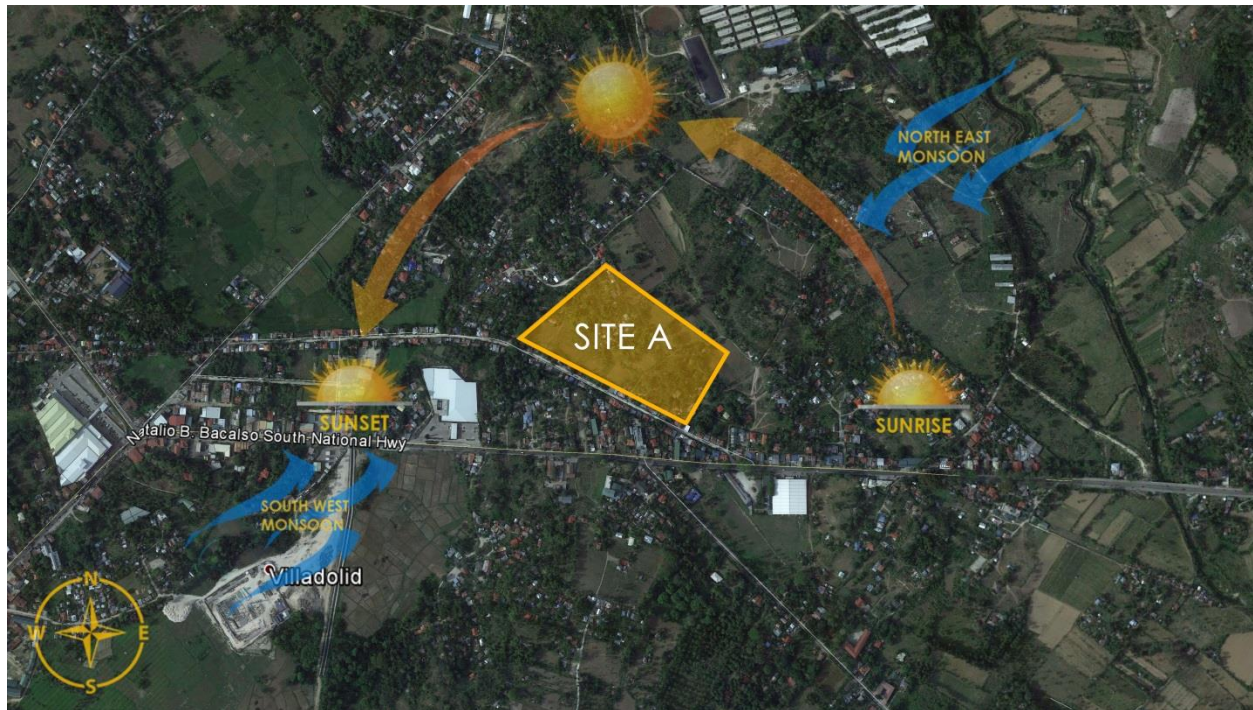 NORTH EAST
MONSOON
SITE A
SUNSET
SUNRISE
Natalio B. Bacalso South National Hwy
SOUTH WEST
MONSOON
Villadolid
N
W
E
S